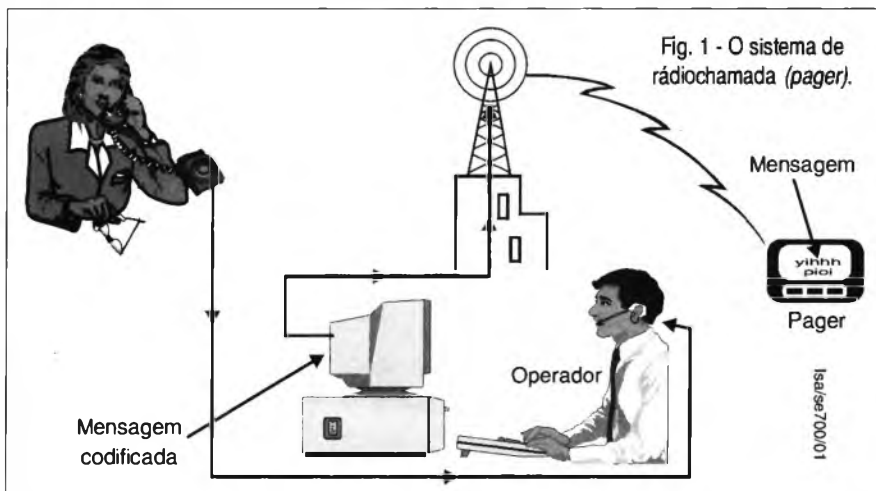 Fig. 1 - O sistema de
rádiochamada (pager).
Mensagem
yihhh
pioi
Pager
Operador
Mensagem
codificada
Isa/se700/01